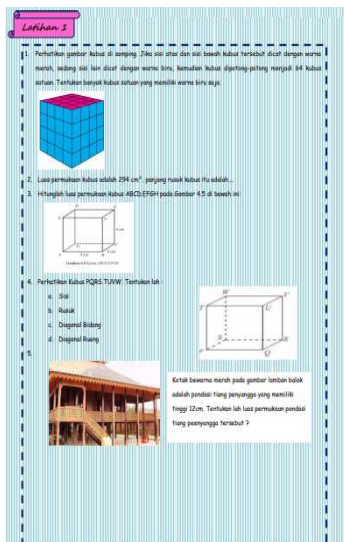 Latihan 1
1. Perhatikan gambar kubus di samping. Jika sisi atas dan sisi bawah kubus tersebut dicat dengan warna
merah, sedang sisi lain dicat dengan warna biru, kemudian kubus dipotong-potong menjadi 64 kubus
satuan. Tentukan banyak kubus satuan yang memiliki warna biru saja.
2. Luas permukaan kubus adalah 294 cm² panjang rusuk kubus itu adalah...
3. Hitunglah luas permukaan kubus ABCD.EFGH pada Gambar 4.5 di bawah ini:
4. Perhatikan Kubus PQRS.TUVW. Tentukan lah :
a. Sisi
b. Rusuk
c. Diagonal Bidang
d. Diagonal Ruang
W V
T U
S R
P Q
5.
Kotak bewarna merah pada gambar lamban balak
adalah pondasi tiang penyangga yang memiliki
tinggi 12cm. Tentukan lah luas permukaan pondasi
tiang peanyangga tersebut ?